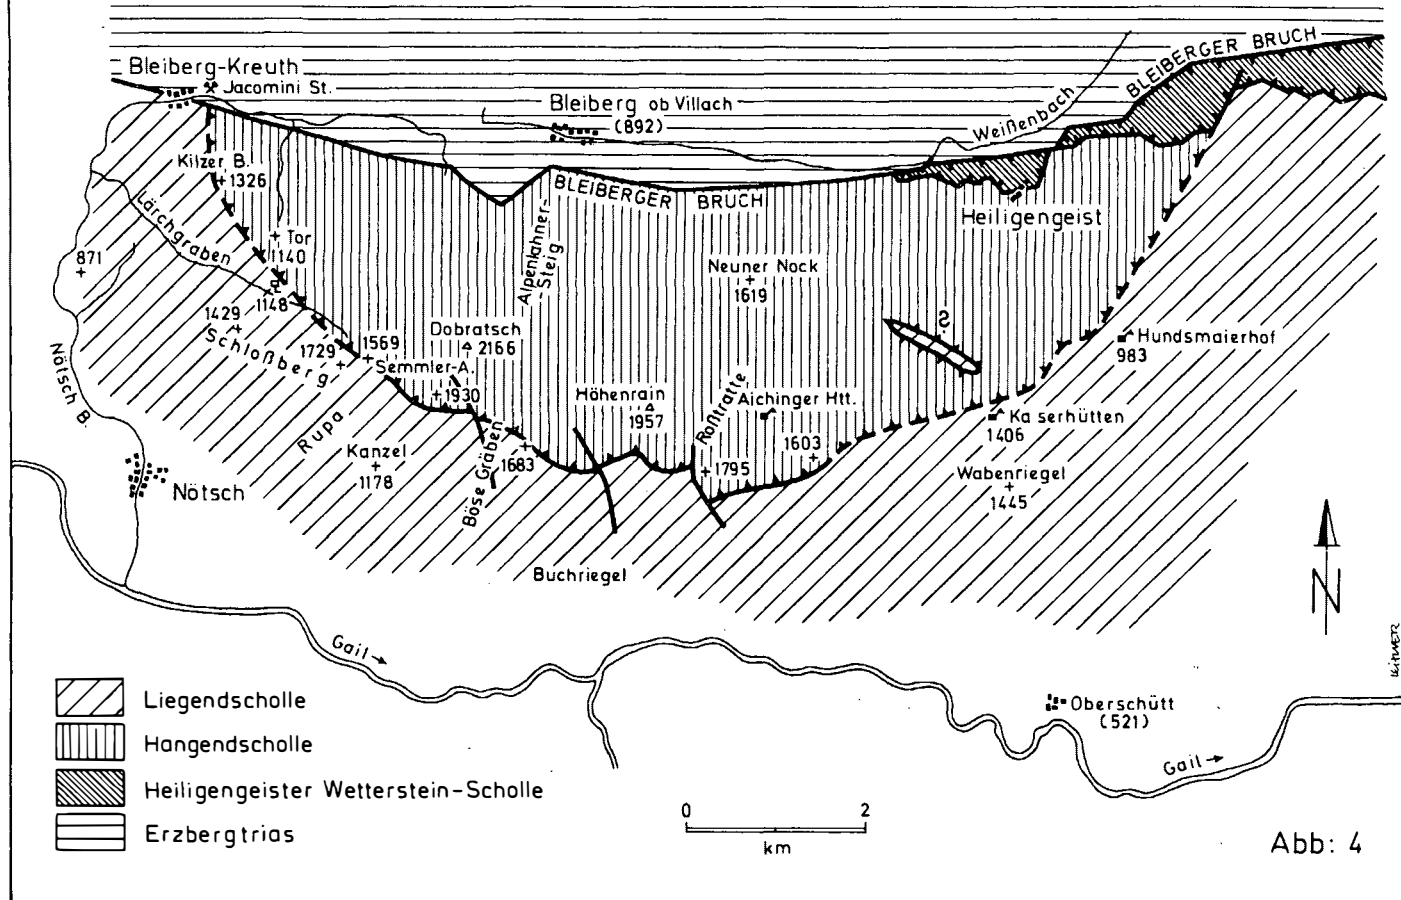 BLEIBERGER BRUCH
Bleiberg-Kreuth
Jacomini St.
Bleiberg ob Villach
(892)
Weißenbach
Kilzer B.
1326
BLEIBERGER BRUCH
Heiligengeist
Lärchgraben
Tor
1140
Alpenlahner-
Steig
871
1148
Neuner Nock
1619
1429
Schloßberg
1729
1569
Dobratsch
2166
?
Hundsmaierhof
983
Semmler-A.
1930
Nötsch B.
Höhenrain
1957
Roßtratte
Aichinger Htt.
Kaserhütten
1406
Rupa
Kanzel
1178
Böse Gräben
1683
1795
1603
Wabenriegel
1445
Nötsch
Buchriegel
N
Gail
Liegendscholle
Hangendscholle
Heiligengeister Wetterstein-Scholle
Erzbergtrias
0 2
km
Oberschütt
(521)
Gail
Abb: 4